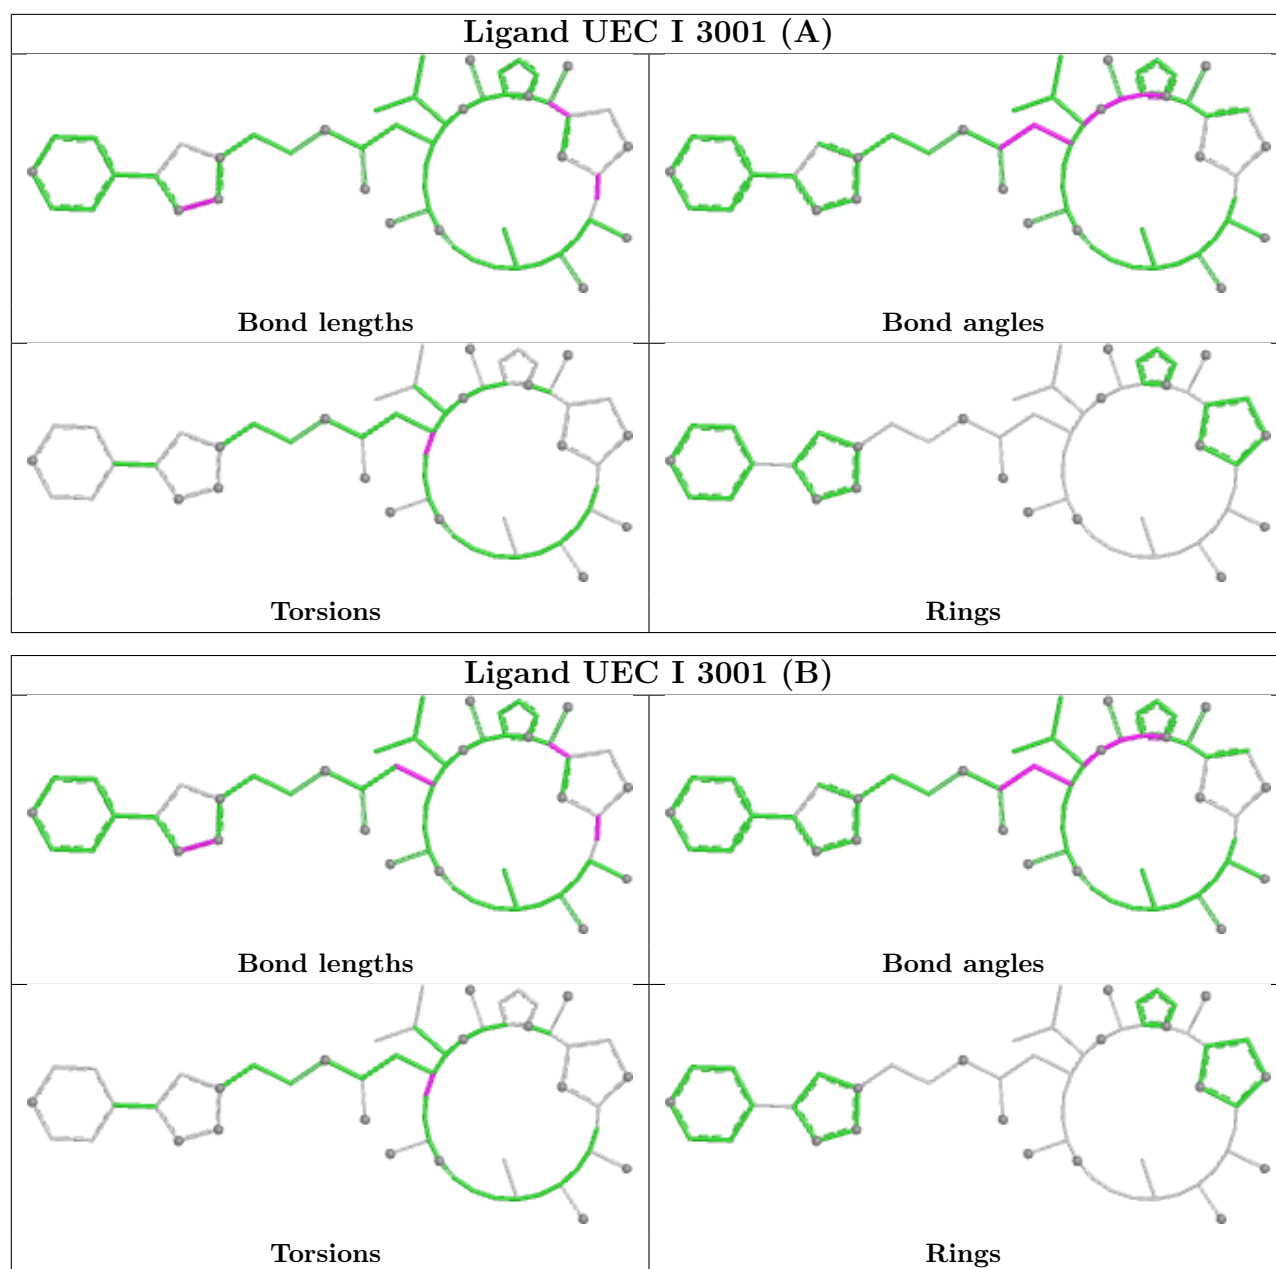 Ligand UEC I 3001 (A)
Bond lengths
Bond angles
Torsions
Rings
Ligand UEC I 3001 (B)
Bond lengths
Bond angles
Torsions
Rings